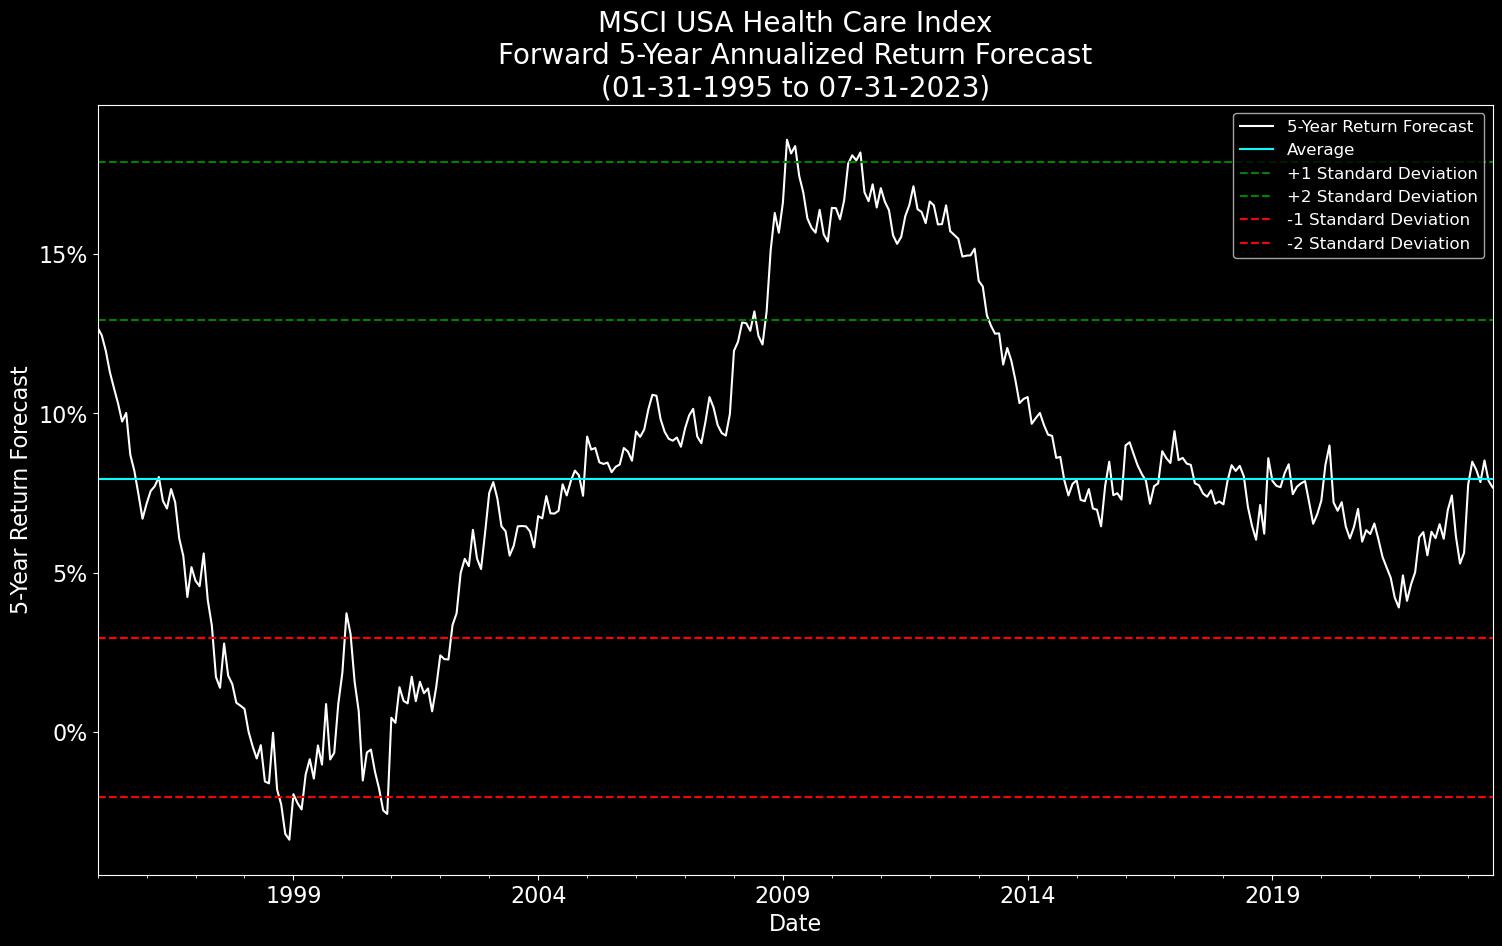 MSCI USA Health Care Index
Forward 5-Year Annualized Return Forecast
(01-31-1995 to 07-31-2023)
5-Year Return Forecast
Average
+1 Standard Deviation
+2 Standard Deviation
-1 Standard Deviation
-2 Standard Deviation
5-Year Return Forecast
15%
10%
5%
0%
1999
2004
2009
2014
2019
Date